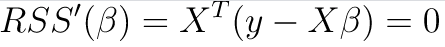 RSS'(β) = X^T(y − Xβ) = 0